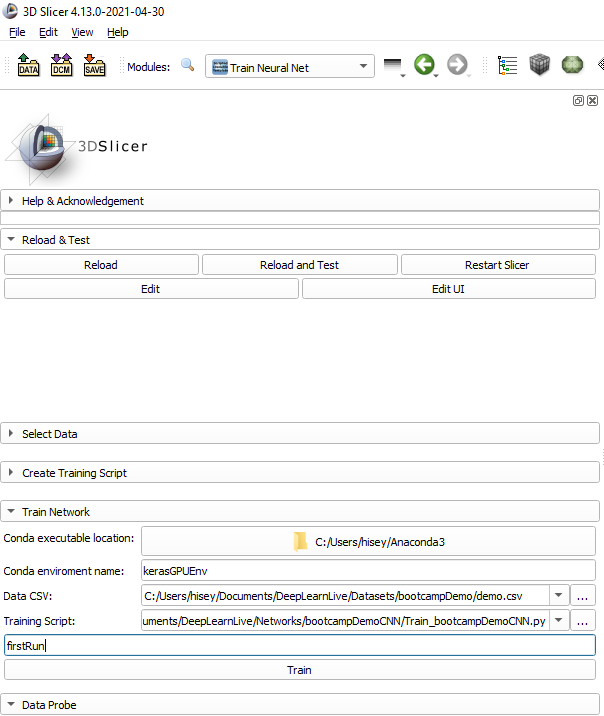 3D Slicer 4.13.0-2021-04-30
File Edit View Help
DATA DCM SAVE Modules: Train Neural Net
3DSlicer
Help & Acknowledgement
Reload & Test
Reload Reload and Test Restart Slicer
Edit Edit UI
Select Data
Create Training Script
Train Network
Conda executable location: C:/Users/hisey/Anaconda3
Conda enviroment name: kerasGPUEnv
Data CSV: C:/Users/hisey/Documents/DeepLearnLive/Datasets/bootcampDemo/demo.csv ...
Training Script: uments/DeepLearnLive/Networks/bootcampDemoCNN/Train_bootcampDemoCNN.py ...
firstRun
Train
Data Probe